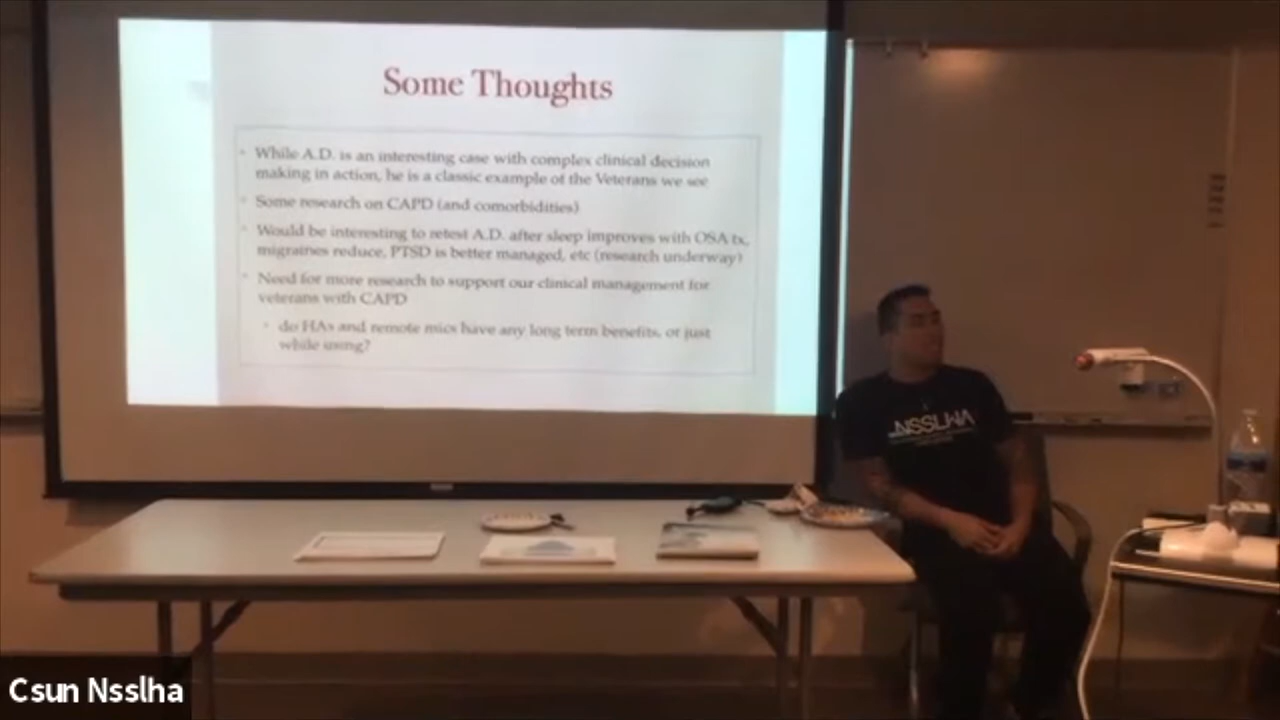 Some Thoughts
While A.D. is an interesting case with complex clinical decision
making in action, he is a classic example of the Veterans we see
Some research on CAPD (and comorbidities)
Would be interesting to retest A.D. after sleep improves with OSA tx,
migraines reduce, PTSD is better managed, etc (research underway)
Need for more research to support our clinical management for
veterans with CAPD
do HAs and remote mics have any long term benefits, or just
while using?
NSSLHA
Csun Nsslha